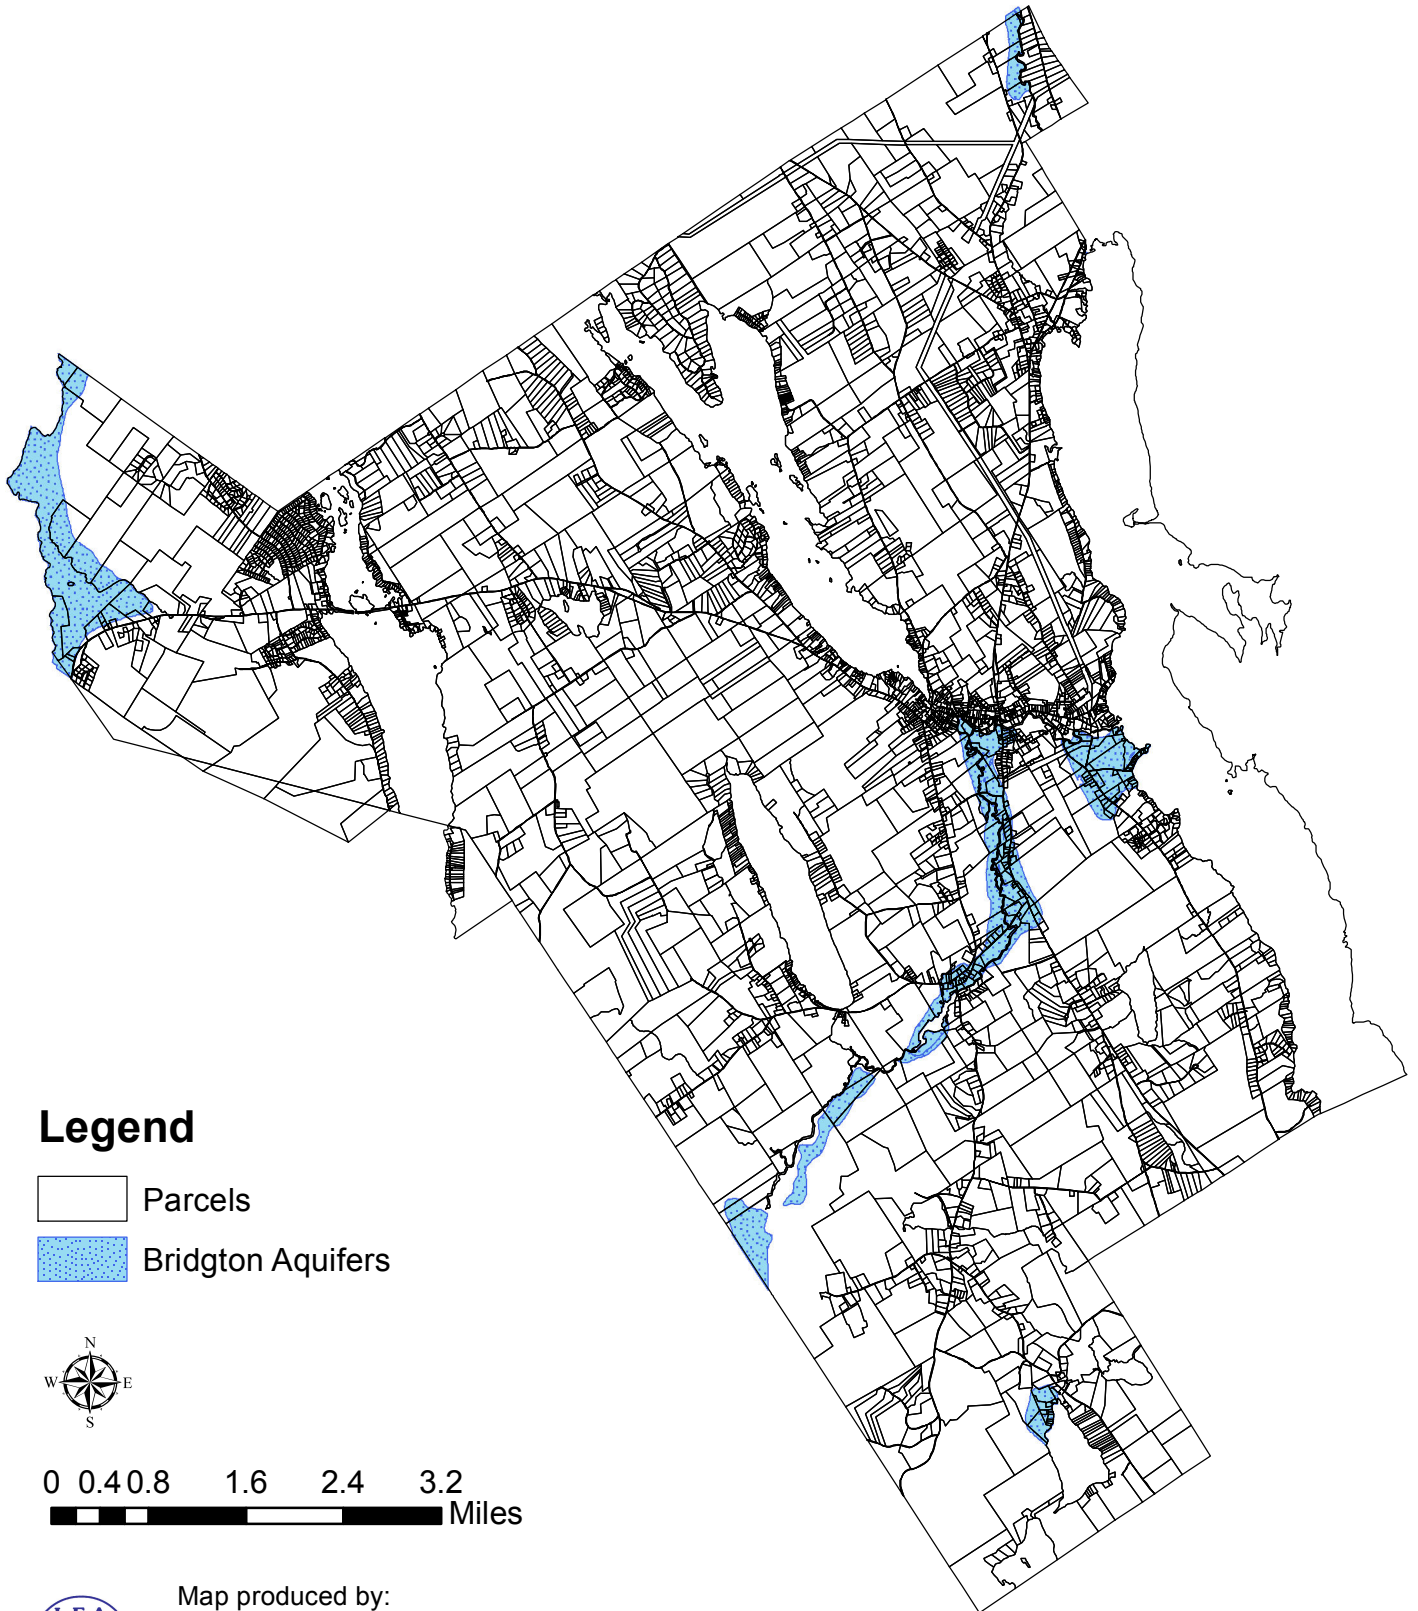 Legend
Parcels
Bridgton Aquifers
N
W E
S
0 0.4 0.8 1.6 2.4 3.2
Miles
Map produced by:
LEA